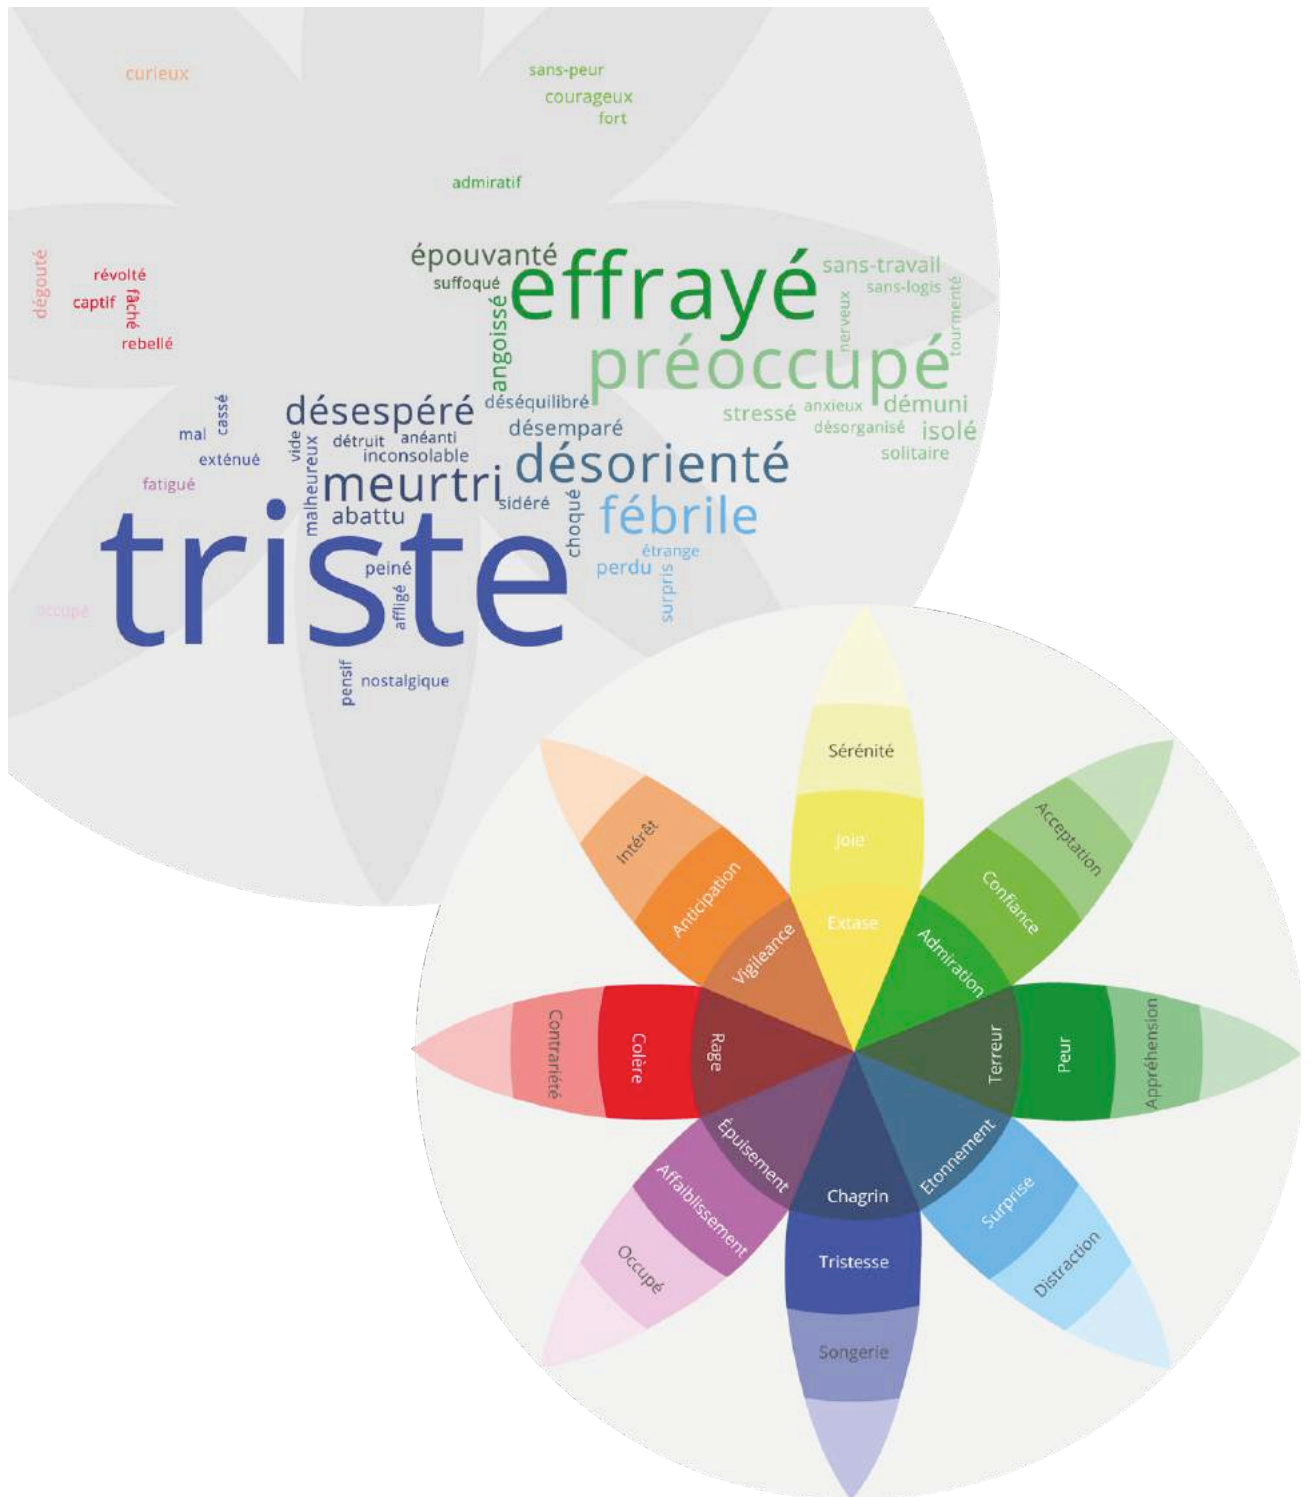 curieux
sans-peur
courageux
fort
admiratif
dégouté
révolté
captif
fâché
rebellé
épouvanté
suffoqué
effrayé
angoissé
sans-travail
sans-logis
nerveux
tourmenté
préoccupé
stressé
anxieux
démuni
désorganisé
isolé
solitaire
cassé
mal
exténué
fatigué
occupé
désespéré
vide
détruit
anéanti
inconsolable
malheureux
meurtri
abattu
déséquilibré
désemparé
désorienté
sidéré
choqué
fébrile
étrange
perdu
surpris
triste
peiné
affligé
pensif
nostalgique
Sérénité
Joie
Extase
Acceptation
Confiance
Admiration
Terreur
Peur
Appréhension
Etonnement
Surprise
Distraction
Chagrin
Tristesse
Songerie
Épuisement
Affaiblissement
Occupé
Rage
Colère
Contrariété
Vigileance
Anticipation
Intérêt